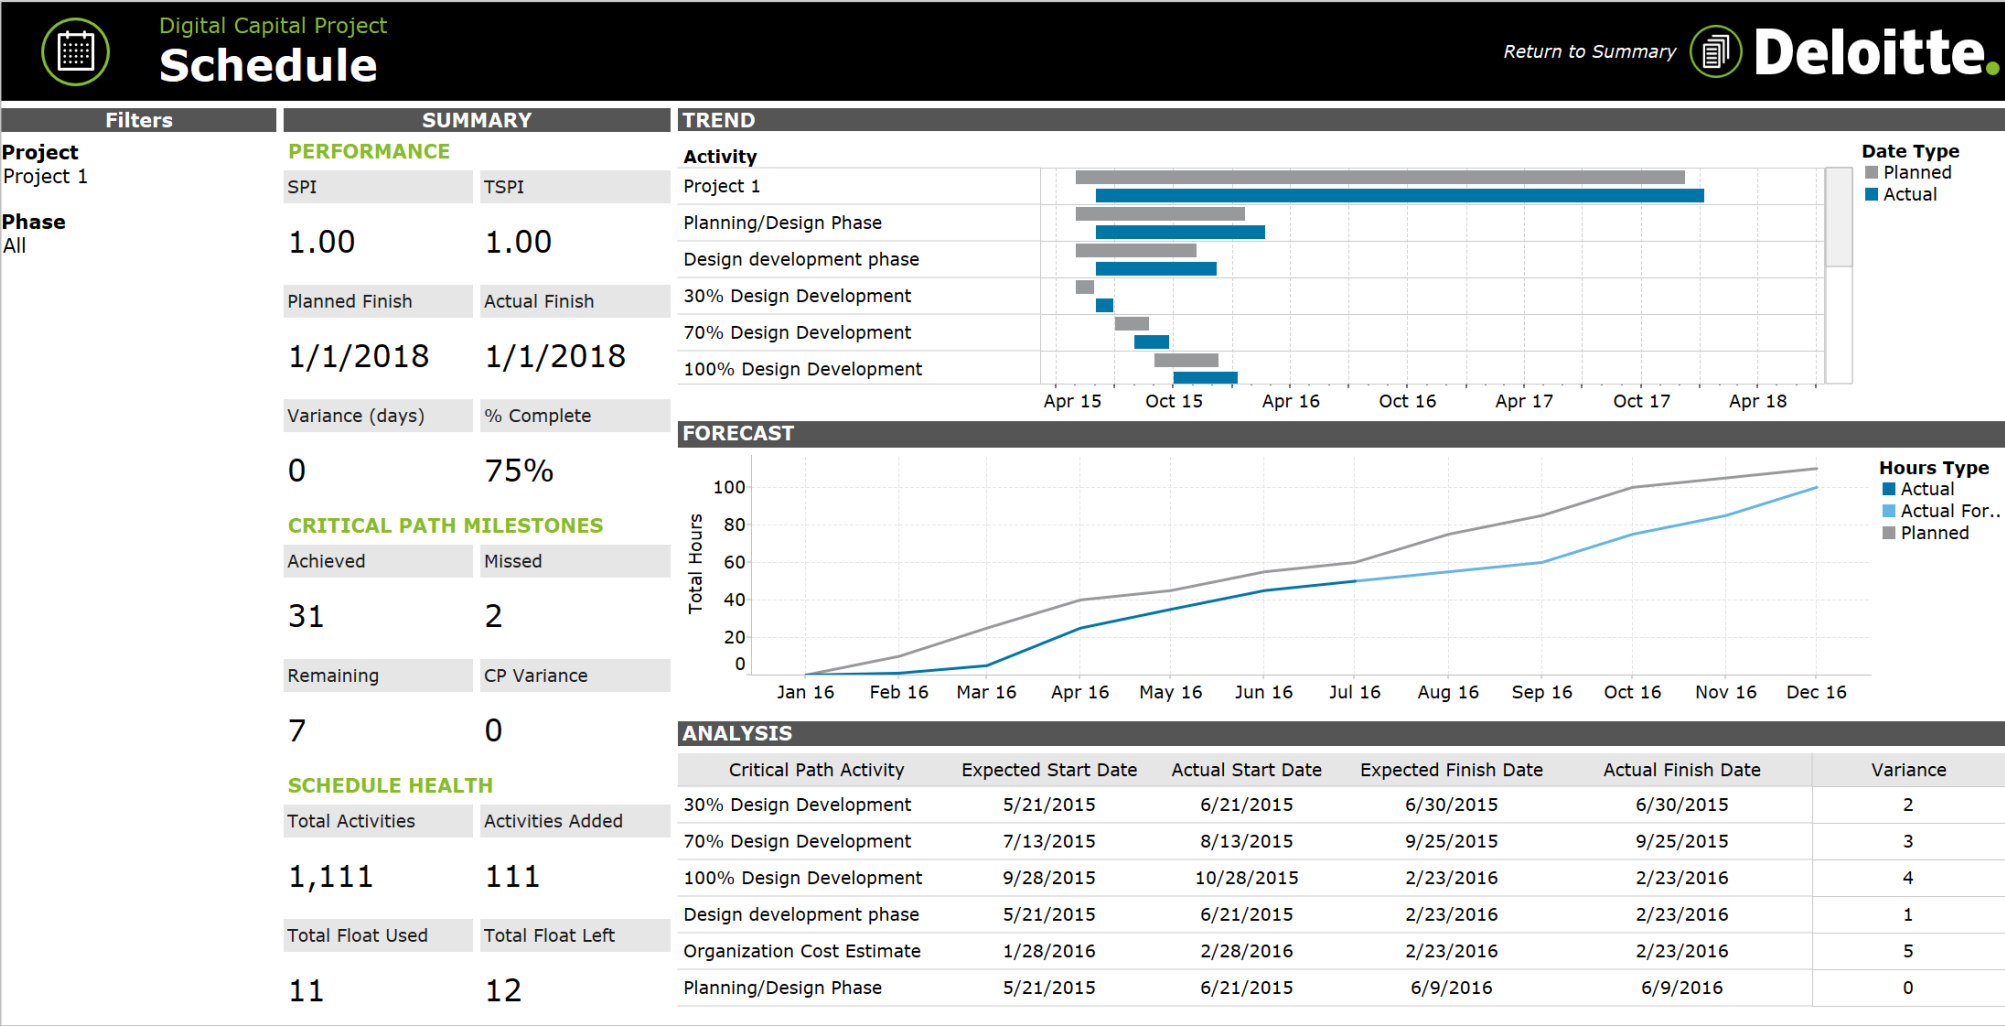 Digital Capital Project
Schedule
Return to Summary
Deloitte.
Filters
Project
Project 1
Phase
All
SUMMARY
PERFORMANCE
SPI TSPI
1.00 1.00
Planned Finish Actual Finish
1/1/2018 1/1/2018
Variance (days) % Complete
0 75%
CRITICAL PATH MILESTONES
Achieved Missed
31 2
Remaining CP Variance
7 0
SCHEDULE HEALTH
Total Activities Activities Added
1,111 111
Total Float Used Total Float Left
11 12
TREND
Activity
Project 1
Planning/Design Phase
Design development phase
30% Design Development
70% Design Development
100% Design Development
Apr 15 Oct 15 Apr 16 Oct 16 Apr 17 Oct 17 Apr 18
Date Type
Planned
Actual
FORECAST
Total Hours
100
80
60
40
20
0
Jan 16 Feb 16 Mar 16 Apr 16 May 16 Jun 16 Jul 16 Aug 16 Sep 16 Oct 16 Nov 16 Dec 16
Hours Type
Actual
Actual For..
Planned
ANALYSIS
Critical Path Activity Expected Start Date Actual Start Date Expected Finish Date Actual Finish Date Variance
30% Design Development 5/21/2015 6/21/2015 6/30/2015 6/30/2015 2
70% Design Development 7/13/2015 8/13/2015 9/25/2015 9/25/2015 3
100% Design Development 9/28/2015 10/28/2015 2/23/2016 2/23/2016 4
Design development phase 5/21/2015 6/21/2015 2/23/2016 2/23/2016 1
Organization Cost Estimate 1/28/2016 2/28/2016 2/23/2016 2/23/2016 5
Planning/Design Phase 5/21/2015 6/21/2015 6/9/2016 6/9/2016 0